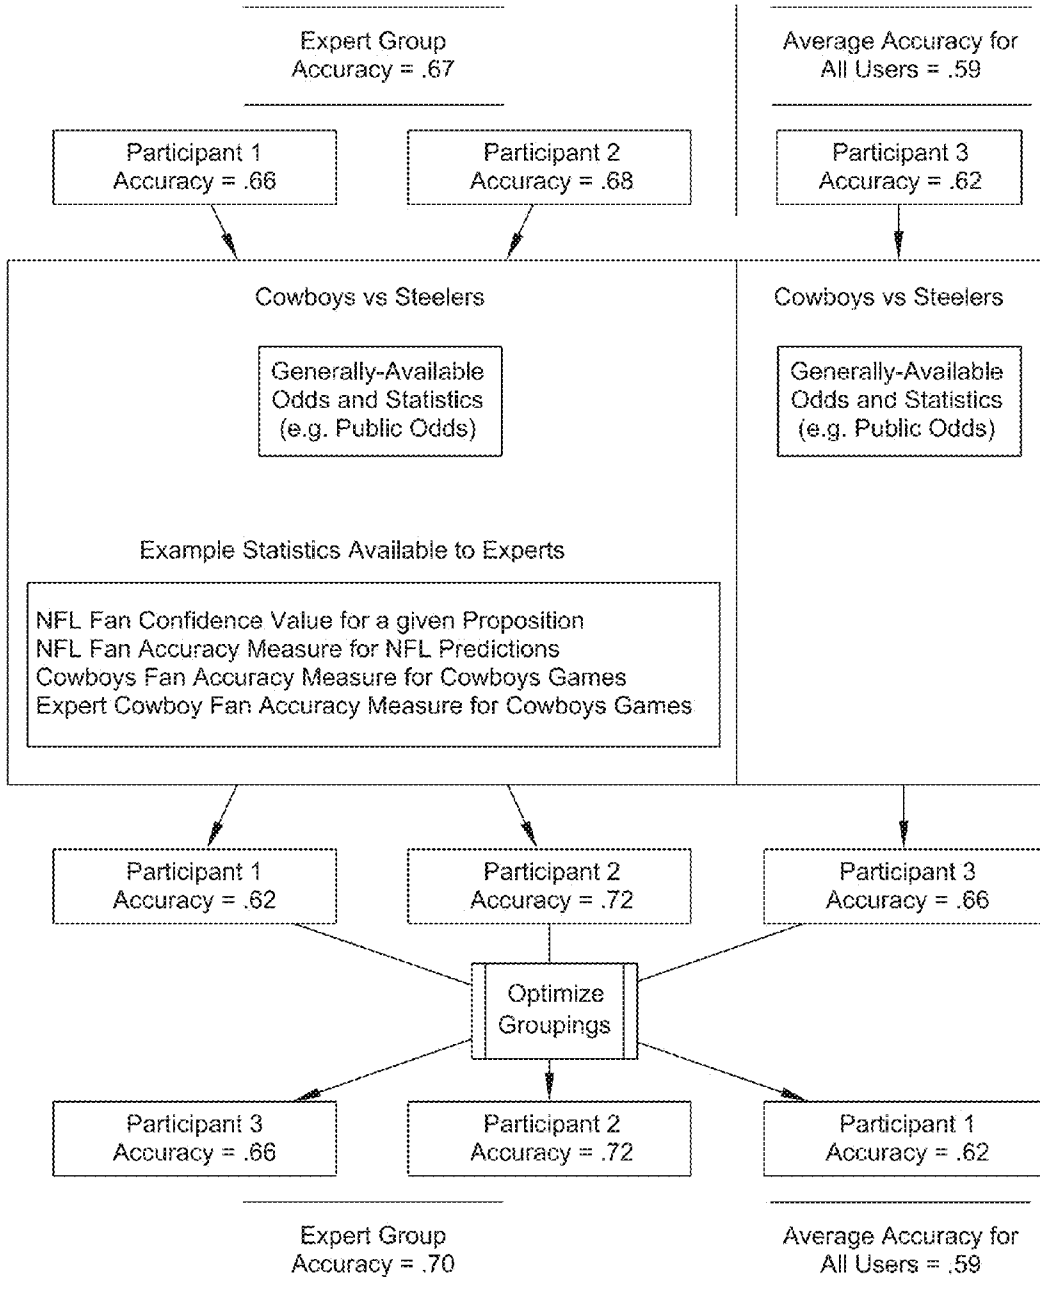 Expert Group
Accuracy = .67
Average Accuracy for
All Users = .59
Participant 1
Accuracy = .66
Participant 2
Accuracy = .68
Participant 3
Accuracy = .62
Cowboys vs Steelers
Cowboys vs Steelers
Generally-Available
Odds and Statistics
(e.g. Public Odds)
Generally-Available
Odds and Statistics
(e.g. Public Odds)
Example Statistics Available to Experts
NFL Fan Confidence Value for a given Proposition
NFL Fan Accuracy Measure for NFL Predictions
Cowboys Fan Accuracy Measure for Cowboys Games
Expert Cowboy Fan Accuracy Measure for Cowboys Games
Participant 1
Accuracy = .62
Participant 2
Accuracy = .72
Participant 3
Accuracy = .66
Optimize
Groupings
Participant 3
Accuracy = .66
Participant 2
Accuracy = .72
Participant 1
Accuracy = .62
Expert Group
Accuracy = .70
Average Accuracy for
All Users = .59